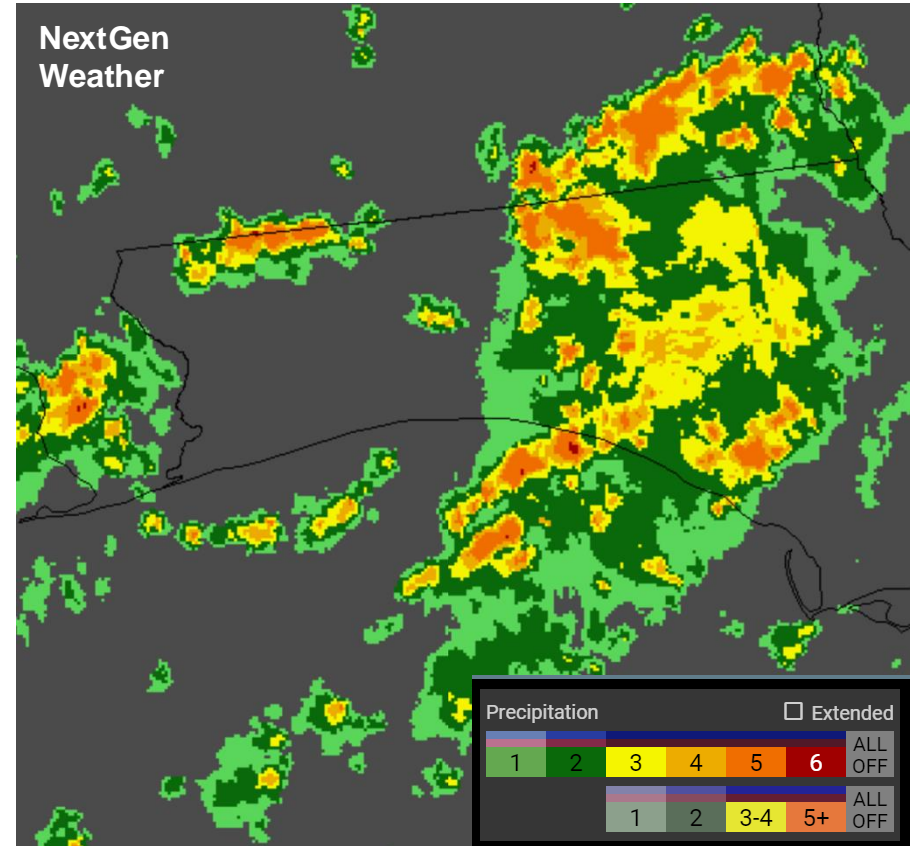 NextGen
Weather
Precipitation Extended
1 2 3 4 5 6 ALL OFF
1 2 3-4 5+ ALL OFF